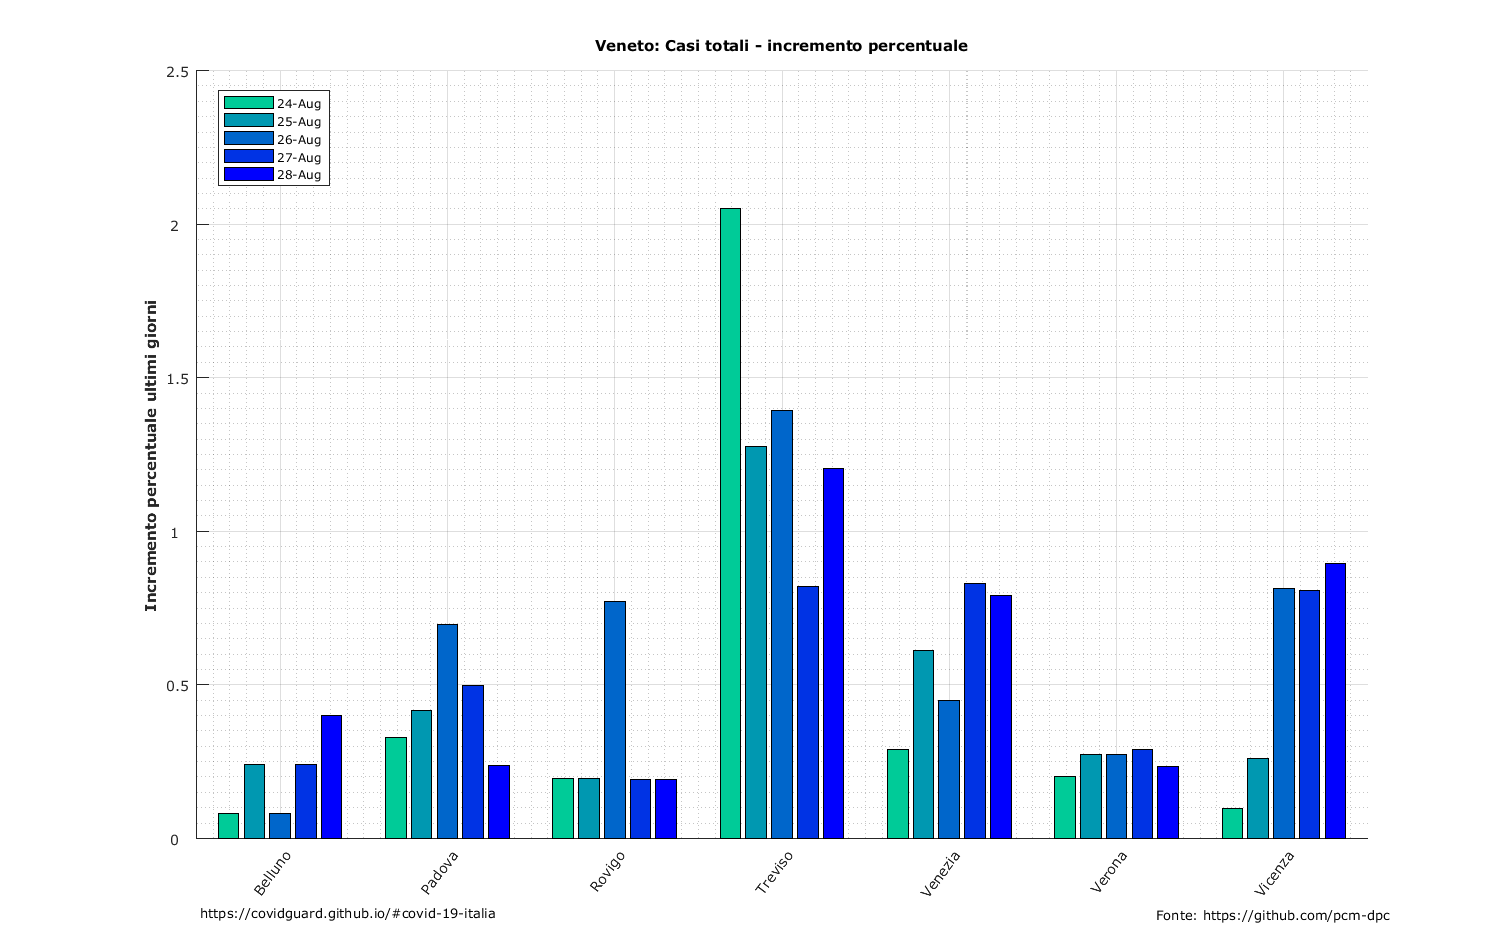 Veneto: Casi totali - incremento percentuale
2.5
2
1.5
1
0.5
0
Incremento percentuale ultimi giorni
24-Aug
25-Aug
26-Aug
27-Aug
28-Aug
Belluno
Padova
Rovigo
Treviso
Venezia
Verona
Vicenza
https://covidguard.github.io/#covid-19-italia
Fonte: https://github.com/pcm-dpc